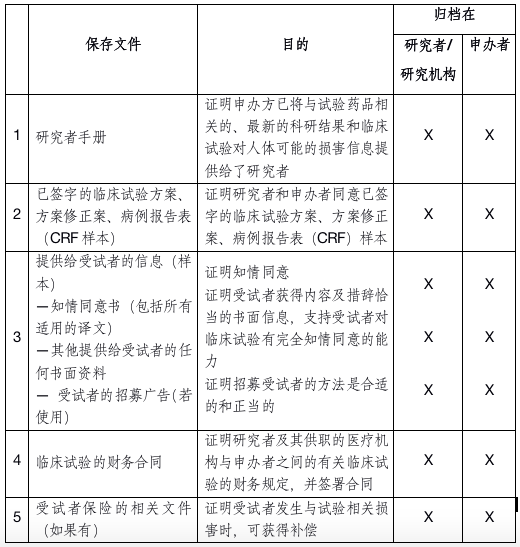 归档在
保存文件
目的
研究者/
研究机构
申办者
1
研究者手册
证明申办方已将与试验药品相
关的、最新的科研结果和临床
试验对人体可能的损害信息提
供给了研究者
X
X
2
已签字的临床试验方案、
方案修正案、病例报告表
（CRF 样本）
证明研究者和申办者同意已签
字的临床试验方案、方案修正
案、病例报告表（CRF）样本
X
X
3
提供给受试者的信息（样
本）
—知情同意书（包括所有
适用的译文）
—其他提供给受试者的任
何书面资料
— 受试者的招募广告（若
使用）
证明知情同意
证明受试者获得内容及措辞恰
当的书面信息，支持受试者对
临床试验有完全知情同意的能
力
证明招募受试者的方法是合适
的和正当的
X
X
X
X
X
X
4
临床试验的财务合同
证明研究者及其供职的医疗机
构与申办者之间的有关临床试
验的财务规定，并签署合同
X
X
5
受试者保险的相关文件
（如果有）
证明受试者发生与试验相关损
害时，可获得补偿
X
X